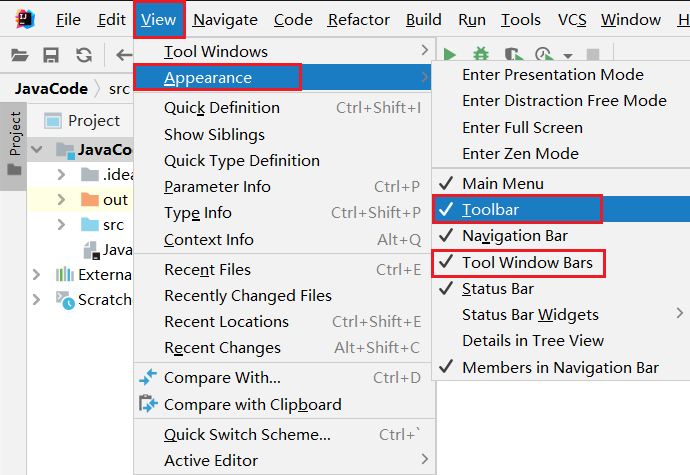 File Edit View Navigate Code Refactor Build Run Tools VCS Window H
JavaCode src
Project
Project
JavaCo
.idea
out
src
Java
Externa
Scratche
Tool Windows
Appearance
Quick Definition Ctrl+Shift+I
Show Siblings
Quick Type Definition
Parameter Info Ctrl+P
Type Info Ctrl+Shift+P
Context Info Alt+Q
Recent Files Ctrl+E
Recently Changed Files
Recent Locations Ctrl+Shift+E
Recent Changes Alt+Shift+C
Compare With... Ctrl+D
Compare with Clipboard
Quick Switch Scheme... Ctrl+`
Active Editor
Enter Presentation Mode
Enter Distraction Free Mode
Enter Full Screen
Enter Zen Mode
Main Menu
Toolbar
Navigation Bar
Tool Window Bars
Status Bar
Status Bar Widgets
Details in Tree View
Members in Navigation Bar